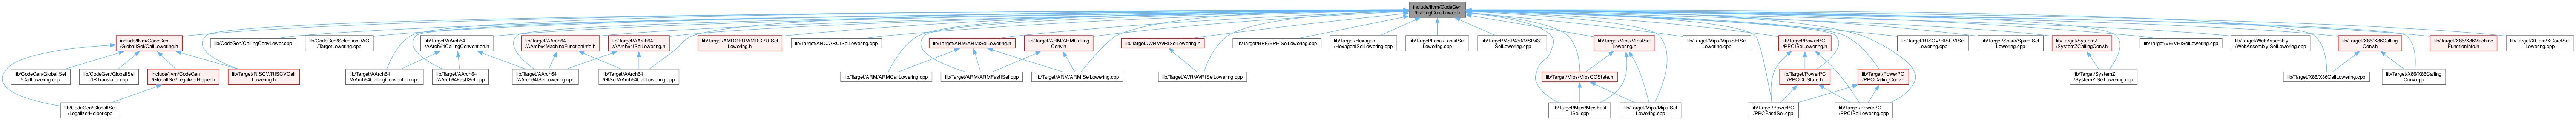 include/llvm/CodeGen
/CallingConvLower.h
include/llvm/CodeGen
/GlobalISel/CallLowering.h
lib/CodeGen/CallingConvLower.cpp
lib/CodeGen/SelectionDAG
/TargetLowering.cpp
lib/Target/AArch64
/AArch64CallingConvention.h
lib/Target/AArch64
/AArch64MachineFunctionInfo.h
lib/Target/AArch64
/AArch64ISelLowering.h
lib/Target/AMDGPU/AMDGPUISel
Lowering.h
lib/Target/ARC/ARCISelLowering.cpp
lib/Target/ARM/ARMISelLowering.h
lib/Target/ARM/ARMCalling
Conv.h
lib/Target/AVR/AVRISelLowering.h
lib/Target/BPF/BPFISelLowering.cpp
lib/Target/Hexagon
/HexagonISelLowering.cpp
lib/Target/Lanai/LanaiISel
Lowering.cpp
lib/Target/MSP430/MSP430
ISelLowering.cpp
lib/Target/Mips/MipsISel
Lowering.h
lib/Target/Mips/MipsSEISel
Lowering.cpp
lib/Target/PowerPC
/PPCISelLowering.h
lib/Target/RISCV/RISCVISel
Lowering.cpp
lib/Target/Sparc/SparcISel
Lowering.cpp
lib/Target/SystemZ
/SystemZCallingConv.h
lib/Target/VE/VEISelLowering.cpp
lib/Target/WebAssembly
/WebAssemblyISelLowering.cpp
lib/Target/X86/X86Calling
Conv.h
lib/Target/X86/X86Machine
FunctionInfo.h
lib/Target/XCore/XCoreISel
Lowering.cpp
lib/CodeGen/GlobalISel
/CallLowering.cpp
lib/CodeGen/GlobalISel
/IRTranslator.cpp
include/llvm/CodeGen
/GlobalISel/LegalizerHelper.h
lib/Target/RISCV/RISCVCall
Lowering.h
lib/Target/AArch64
/AArch64CallingConvention.cpp
lib/Target/AArch64
/AArch64FastISel.cpp
lib/Target/AArch64
/AArch64ISelLowering.cpp
lib/Target/AArch64
/GISel/AArch64CallLowering.cpp
lib/Target/ARM/ARMCallLowering.cpp
lib/Target/ARM/ARMFastISel.cpp
lib/Target/ARM/ARMISelLowering.cpp
lib/Target/AVR/AVRISelLowering.cpp
lib/Target/Mips/MipsCCState.h
lib/Target/PowerPC
/PPCCCState.h
lib/Target/PowerPC
/PPCCallingConv.h
lib/Target/SystemZ
/SystemZISelLowering.cpp
lib/Target/X86/X86CallLowering.cpp
lib/Target/X86/X86Calling
Conv.cpp
lib/CodeGen/GlobalISel
/LegalizerHelper.cpp
lib/Target/Mips/MipsFast
ISel.cpp
lib/Target/Mips/MipsISel
Lowering.cpp
lib/Target/PowerPC
/PPCFastISel.cpp
lib/Target/PowerPC
/PPCISelLowering.cpp